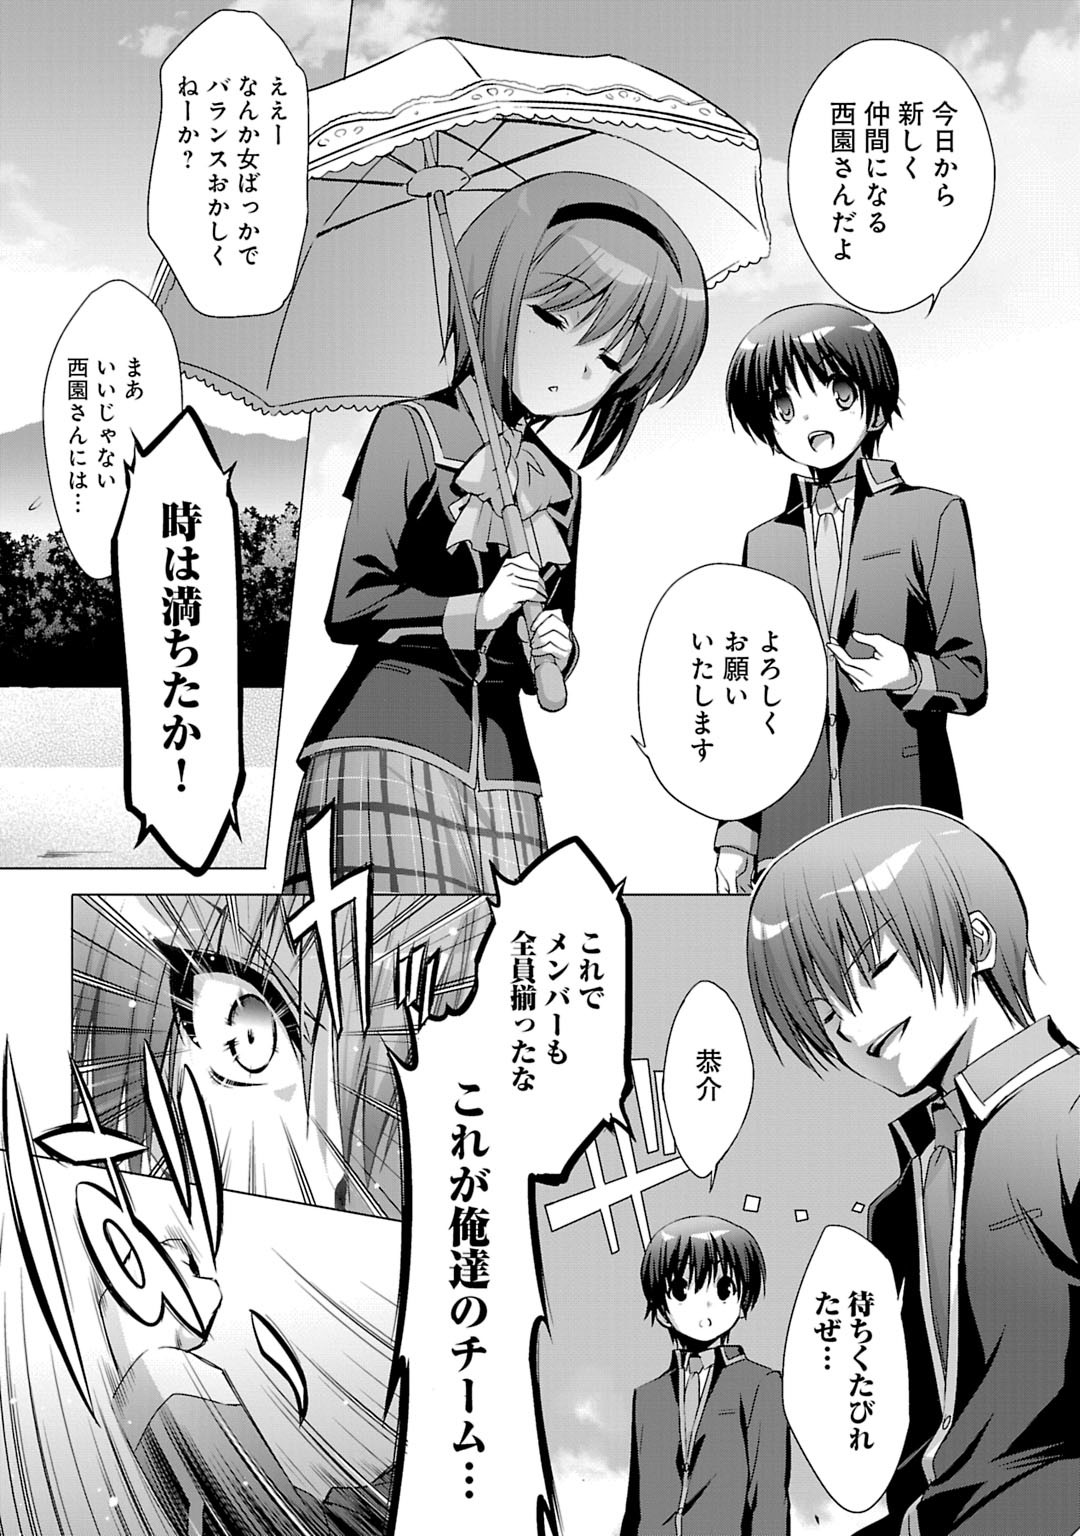 今日から
新しく
仲間になる
西園さんだよ
よろしく
お願い
いたします
ええー
なんか女ばっかで
バランスおかしく
ねーか？
まあ
いいじゃない
西園さんには…
時は満ちたか！
恭介
待ちくたびれ
たぜ…
これで
メンバーも
全員揃ったな
これが俺達のチーム…